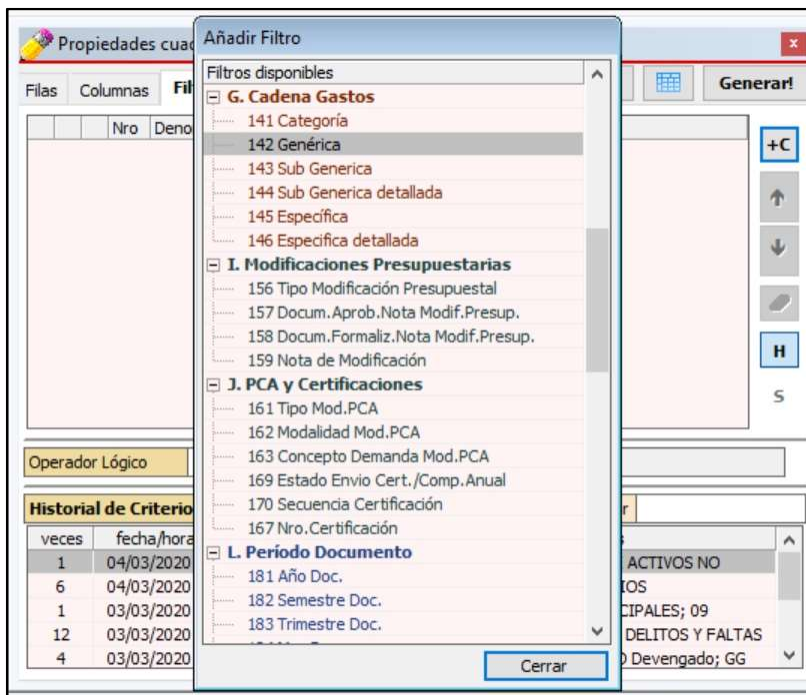 Propiedades
Añadir Filtro
Filas Columnas
Generar!
Filtros disponibles
Nro
+C
G. Cadena Gastos
141 Categoría
142 Genérica
143 Sub Generica
144 Sub Generica detallada
145 Específica
146 Especifica detallada
I. Modificaciones Presupuestarias
156 Tipo Modificación Presupuestal
157 Docum.Aprob.Nota Modif.Presup.
158 Docum.Formaliz.Nota Modif.Presup.
159 Nota de Modificación
H
J. PCA y Certificaciones
S
161 Tipo Mod.PCA
162 Modalidad Mod.PCA
163 Concepto Demanda Mod.PCA
169 Estado Envio Cert./Comp.Anual
170 Secuencia Certificación
167 Nro.Certificación
L. Período Documento
181 Año Doc.
182 Semestre Doc.
183 Trimestre Doc.
Cerrar
Operador Lógico
Historial de Criterio
veces fecha/hora
1 04/03/2020 ACTIVOS NO
6 04/03/2020
1 03/03/2020 CIPALES; 09
12 03/03/2020 DELITOS Y FALTAS
4 03/03/2020 Devengado; GG